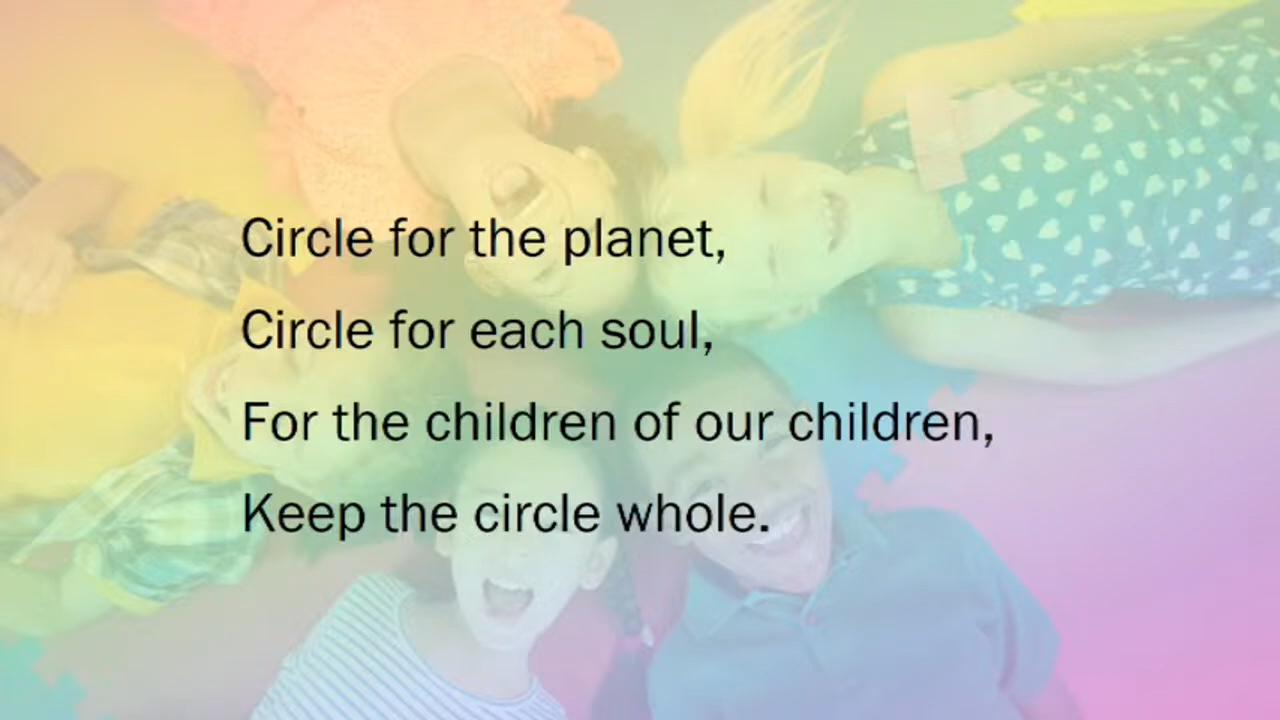 Circle for the planet,
Circle for each soul,
For the children of our children,
Keep the circle whole.